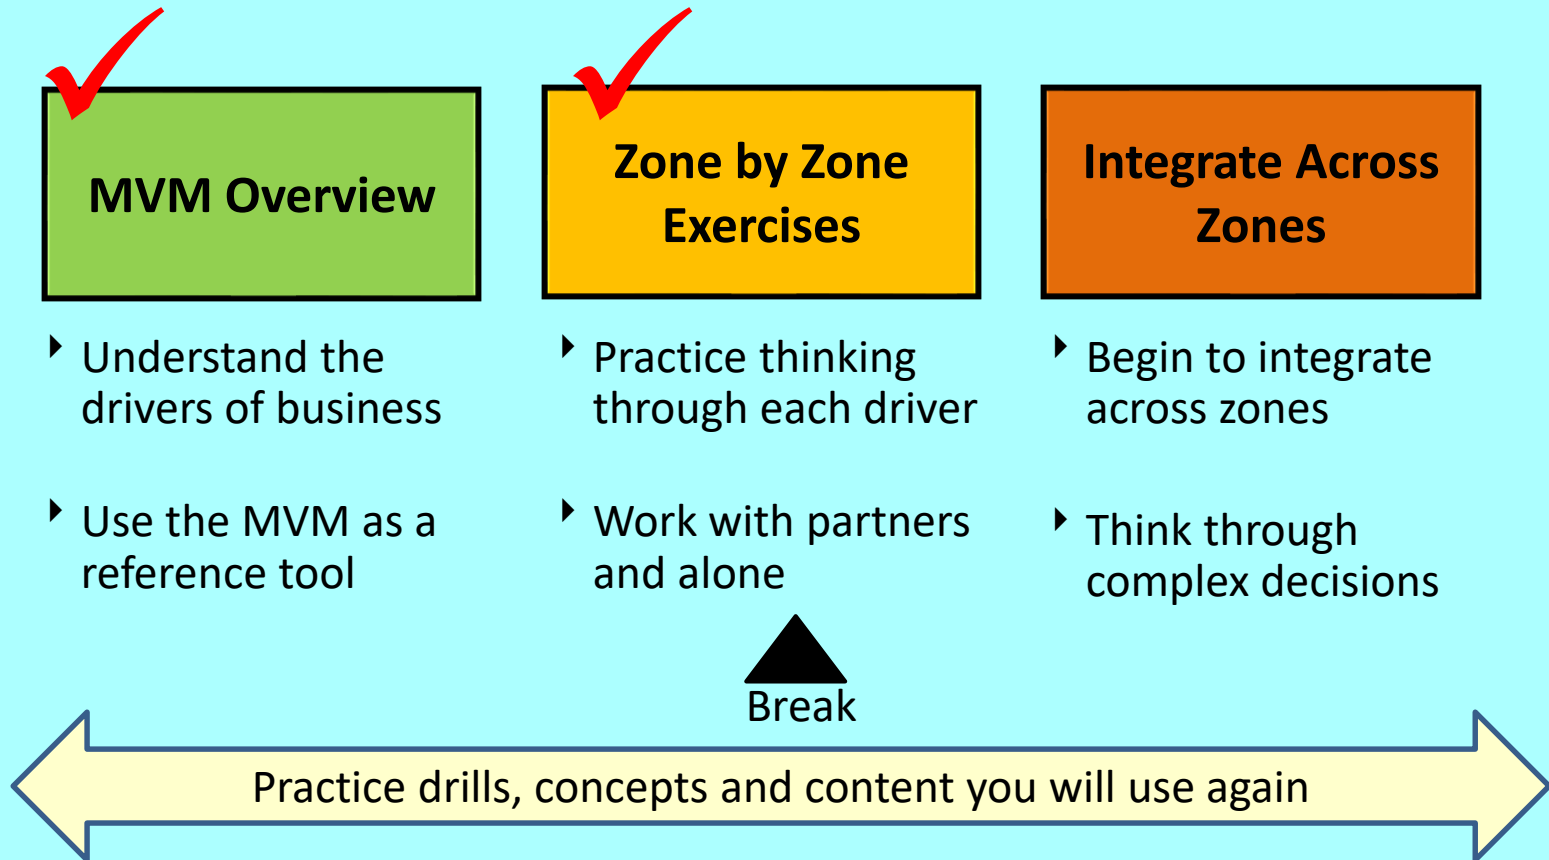 MVM Overview
Understand the
drivers of business
Use the MVM as a
reference tool
Zone by Zone
Exercises
Practice thinking
through each driver
Work with partners
and alone
Integrate Across
Zones
Begin to integrate
across zones
Think through
complex decisions
Break
Practice drills, concepts and content you will use again